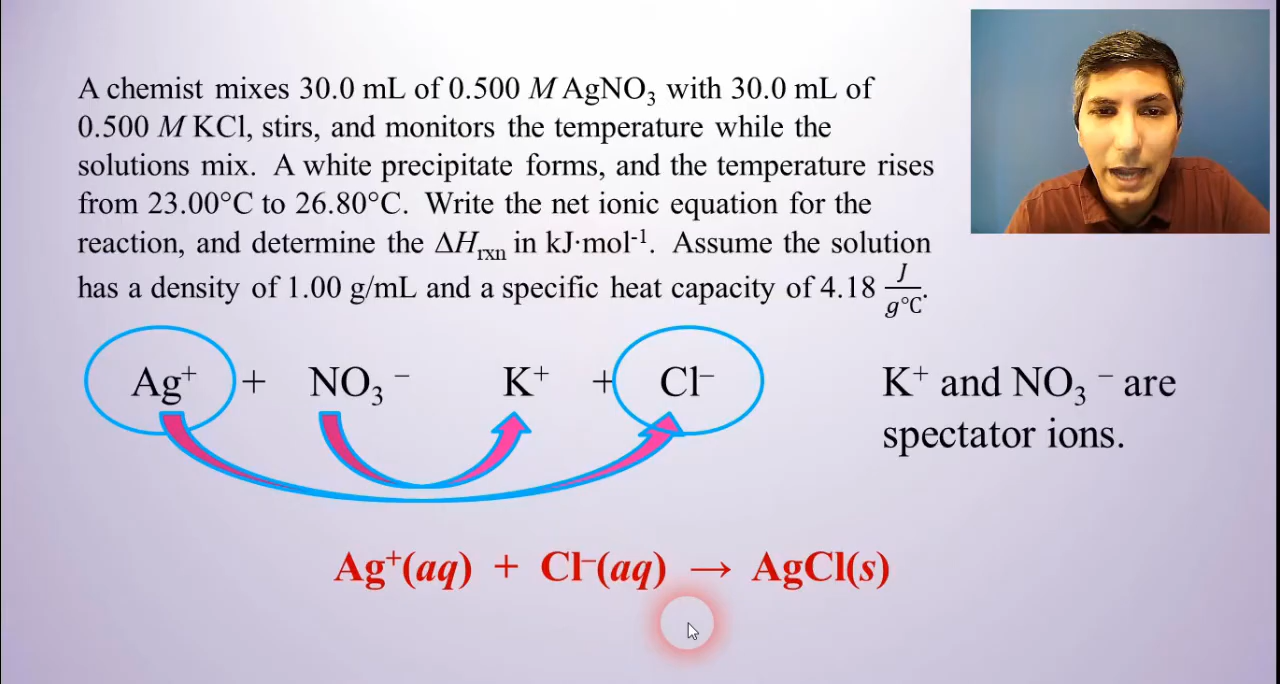 A chemist mixes 30.0 mL of 0.500 M AgNO₃ with 30.0 mL of
0.500 M KCl, stirs, and monitors the temperature while the
solutions mix. A white precipitate forms, and the temperature rises
from 23.00°C to 26.80°C. Write the net ionic equation for the
reaction, and determine the ΔHᵣₓₙ in kJ·mol⁻¹. Assume the solution
has a density of 1.00 g/mL and a specific heat capacity of 4.18 J/g°C.
Ag⁺ + NO₃⁻ K⁺ + Cl⁻
K⁺ and NO₃⁻ are
spectator ions.
Ag⁺(aq) + Cl⁻(aq) → AgCl(s)